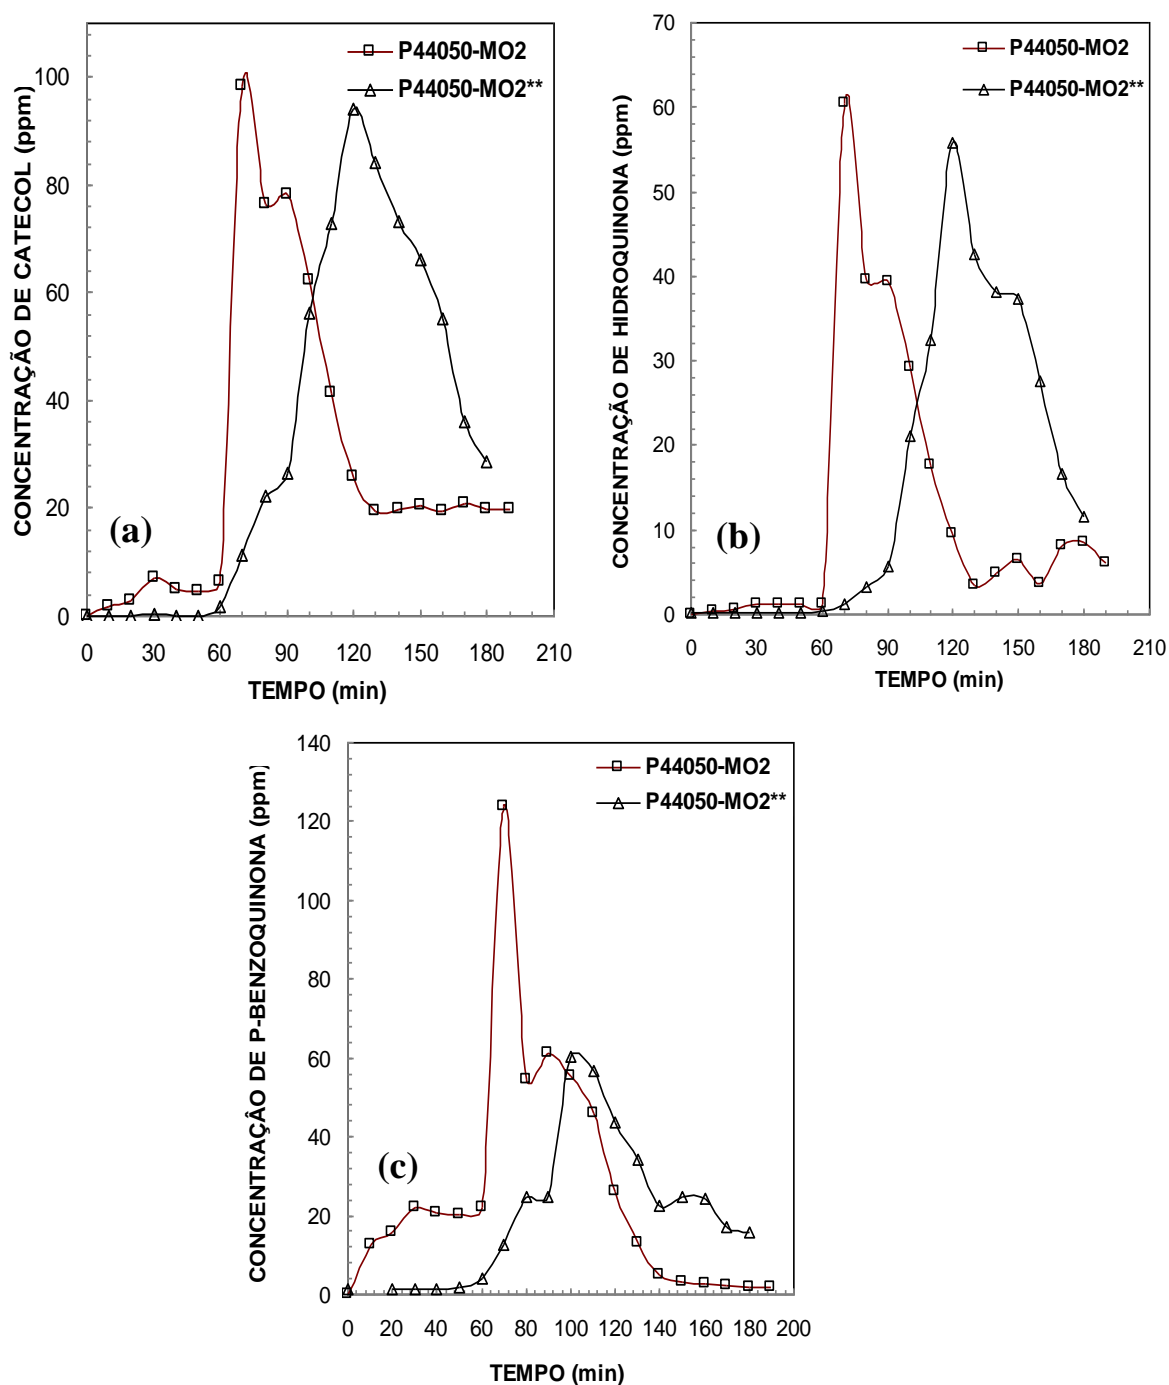 P44050-MO2
P44050-MO2**
CONCENTRAÇÃO DE CATECOL (ppm)
100
80
60
40
20
0
(a)
0 30 60 90 120 150 180 210
TEMPO (min)
P44050-MO2
P44050-MO2**
CONCENTRAÇÃO DE HIDROQUINONA (ppm)
70
60
50
40
30
20
10
0
(b)
0 30 60 90 120 150 180 210
TEMPO (min)
P44050-MO2
P44050-MO2**
CONCENTRAÇÃO DE P-BENZOQUINONA (ppm)
140
120
100
80
60
40
20
0
(c)
0 20 40 60 80 100 120 140 160 180 200
TEMPO (min)